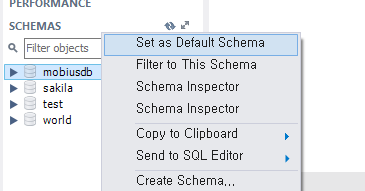 PERFORMANCE
SCHEMAS
Filter objects
mobiusdb
sakila
test
world
Set as Default Schema
Filter to This Schema
Schema Inspector
Schema Inspector
Copy to Clipboard
Send to SQL Editor
Create Schema...